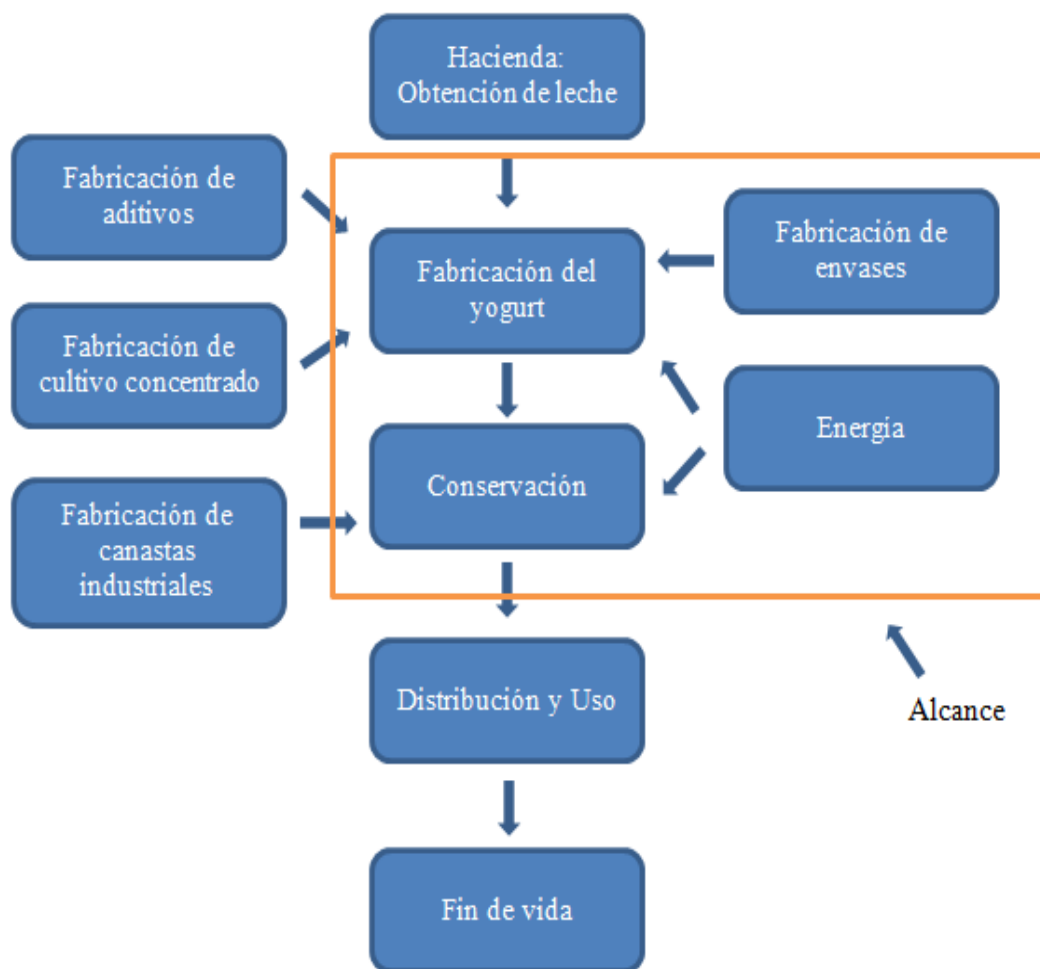 Hacienda:
Obtención de leche
Fabricación de
aditivos
Fabricación de
envases
Fabricación del
yogurt
Fabricación de
cultivo concentrado
Energía
Conservación
Fabricación de
canastas
industriales
Distribución y Uso
Alcance
Fin de vida